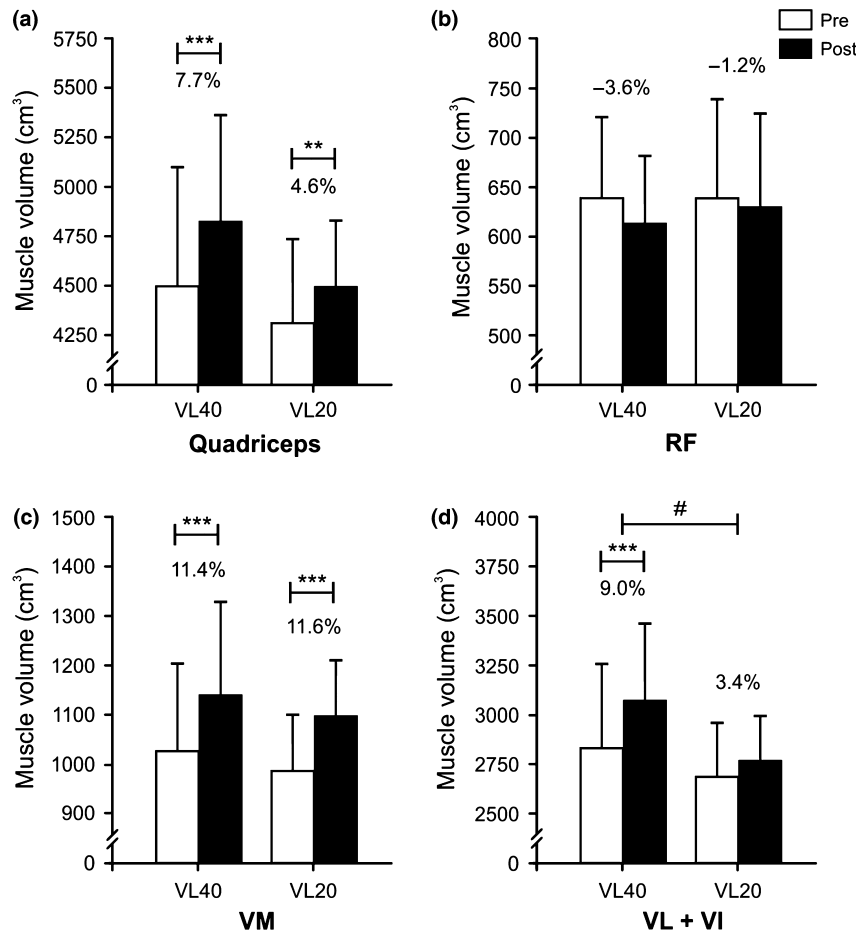 (a)
Muscle volume (cm³)
5750
5500
5250
5000
4750
4500
4250
0
***
7.7%
**
4.6%
VL40 VL20
Quadriceps
(b)
Pre
Post
Muscle volume (cm³)
800
750
700
650
600
550
500
0
–3.6%
–1.2%
VL40 VL20
RF
(c)
Muscle volume (cm³)
1500
1400
1300
1200
1100
1000
900
0
***
11.4%
***
11.6%
VL40 VL20
VM
(d)
Muscle volume (cm³)
4000
3750
3500
3250
3000
2750
2500
0
#
***
9.0%
3.4%
VL40 VL20
VL + VI